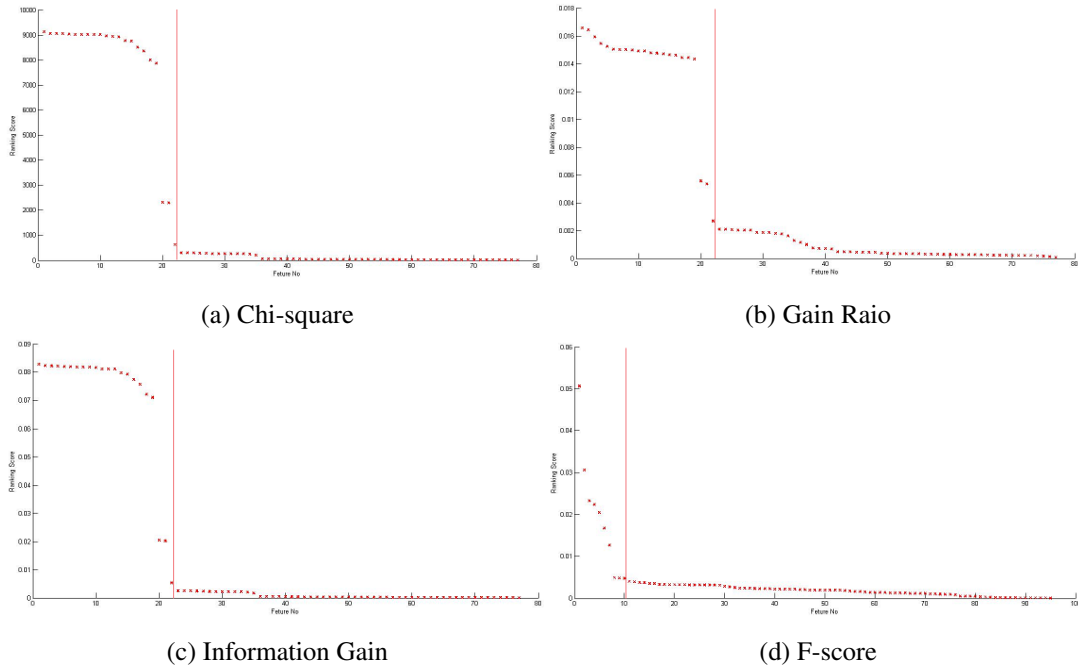 10000
9000
8000
7000
6000
5000
4000
3000
2000
1000
0
Ranking Score
0 10 20 30 40 50 60 70 80
Feture No
(a) Chi-square
0.018
0.016
0.014
0.012
0.01
0.008
0.006
0.004
0.002
0
Ranking Score
0 10 20 30 40 50 60 70 80
Feture No
(b) Gain Raio
0.09
0.08
0.07
0.06
0.05
0.04
0.03
0.02
0.01
0
Ranking Score
0 10 20 30 40 50 60 70 80
Feture No
(c) Information Gain
0.06
0.05
0.04
0.03
0.02
0.01
0
Ranking Score
0 10 20 30 40 50 60 70 80 90 100
Feture No
(d) F-score